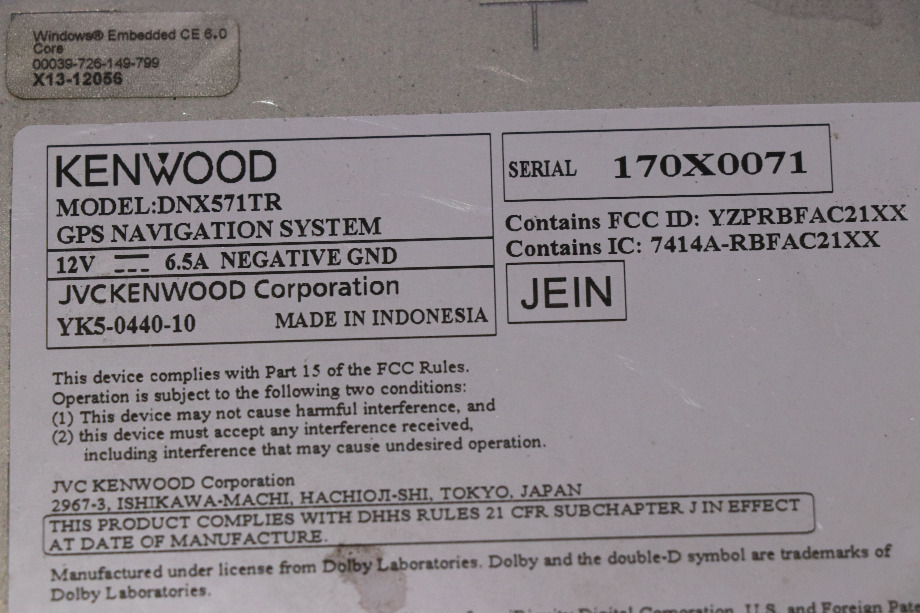 Windows® Embedded CE 6.0
Core
00039-726-149-799
X13-12056
KENWOOD
MODEL:DNX571TR
GPS NAVIGATION SYSTEM
12V 6.5A NEGATIVE GND
JVCKENWOOD Corporation
YK5-0440-10 MADE IN INDONESIA
SERIAL 170X0071
Contains FCC ID: YZPRBFAC21XX
Contains IC: 7414A-RBFAC21XX
JEIN
This device complies with Part 15 of the FCC Rules.
Operation is subject to the following two conditions:
(1) This device may not cause harmful interference, and
(2) this device must accept any interference received,
including interference that may cause undesired operation.
JVC KENWOOD Corporation
2967-3, ISHIKAWA-MACHI, HACHIOJI-SHI, TOKYO, JAPAN
THIS PRODUCT COMPLIES WITH DHHS RULES 21 CFR SUBCHAPTER J IN EFFECT
AT DATE OF MANUFACTURE.
Manufactured under license from Dolby Laboratories. Dolby and the double-D symbol are trademarks of
Dolby Laboratories.
Digital Corporation, U.S. and Foreign